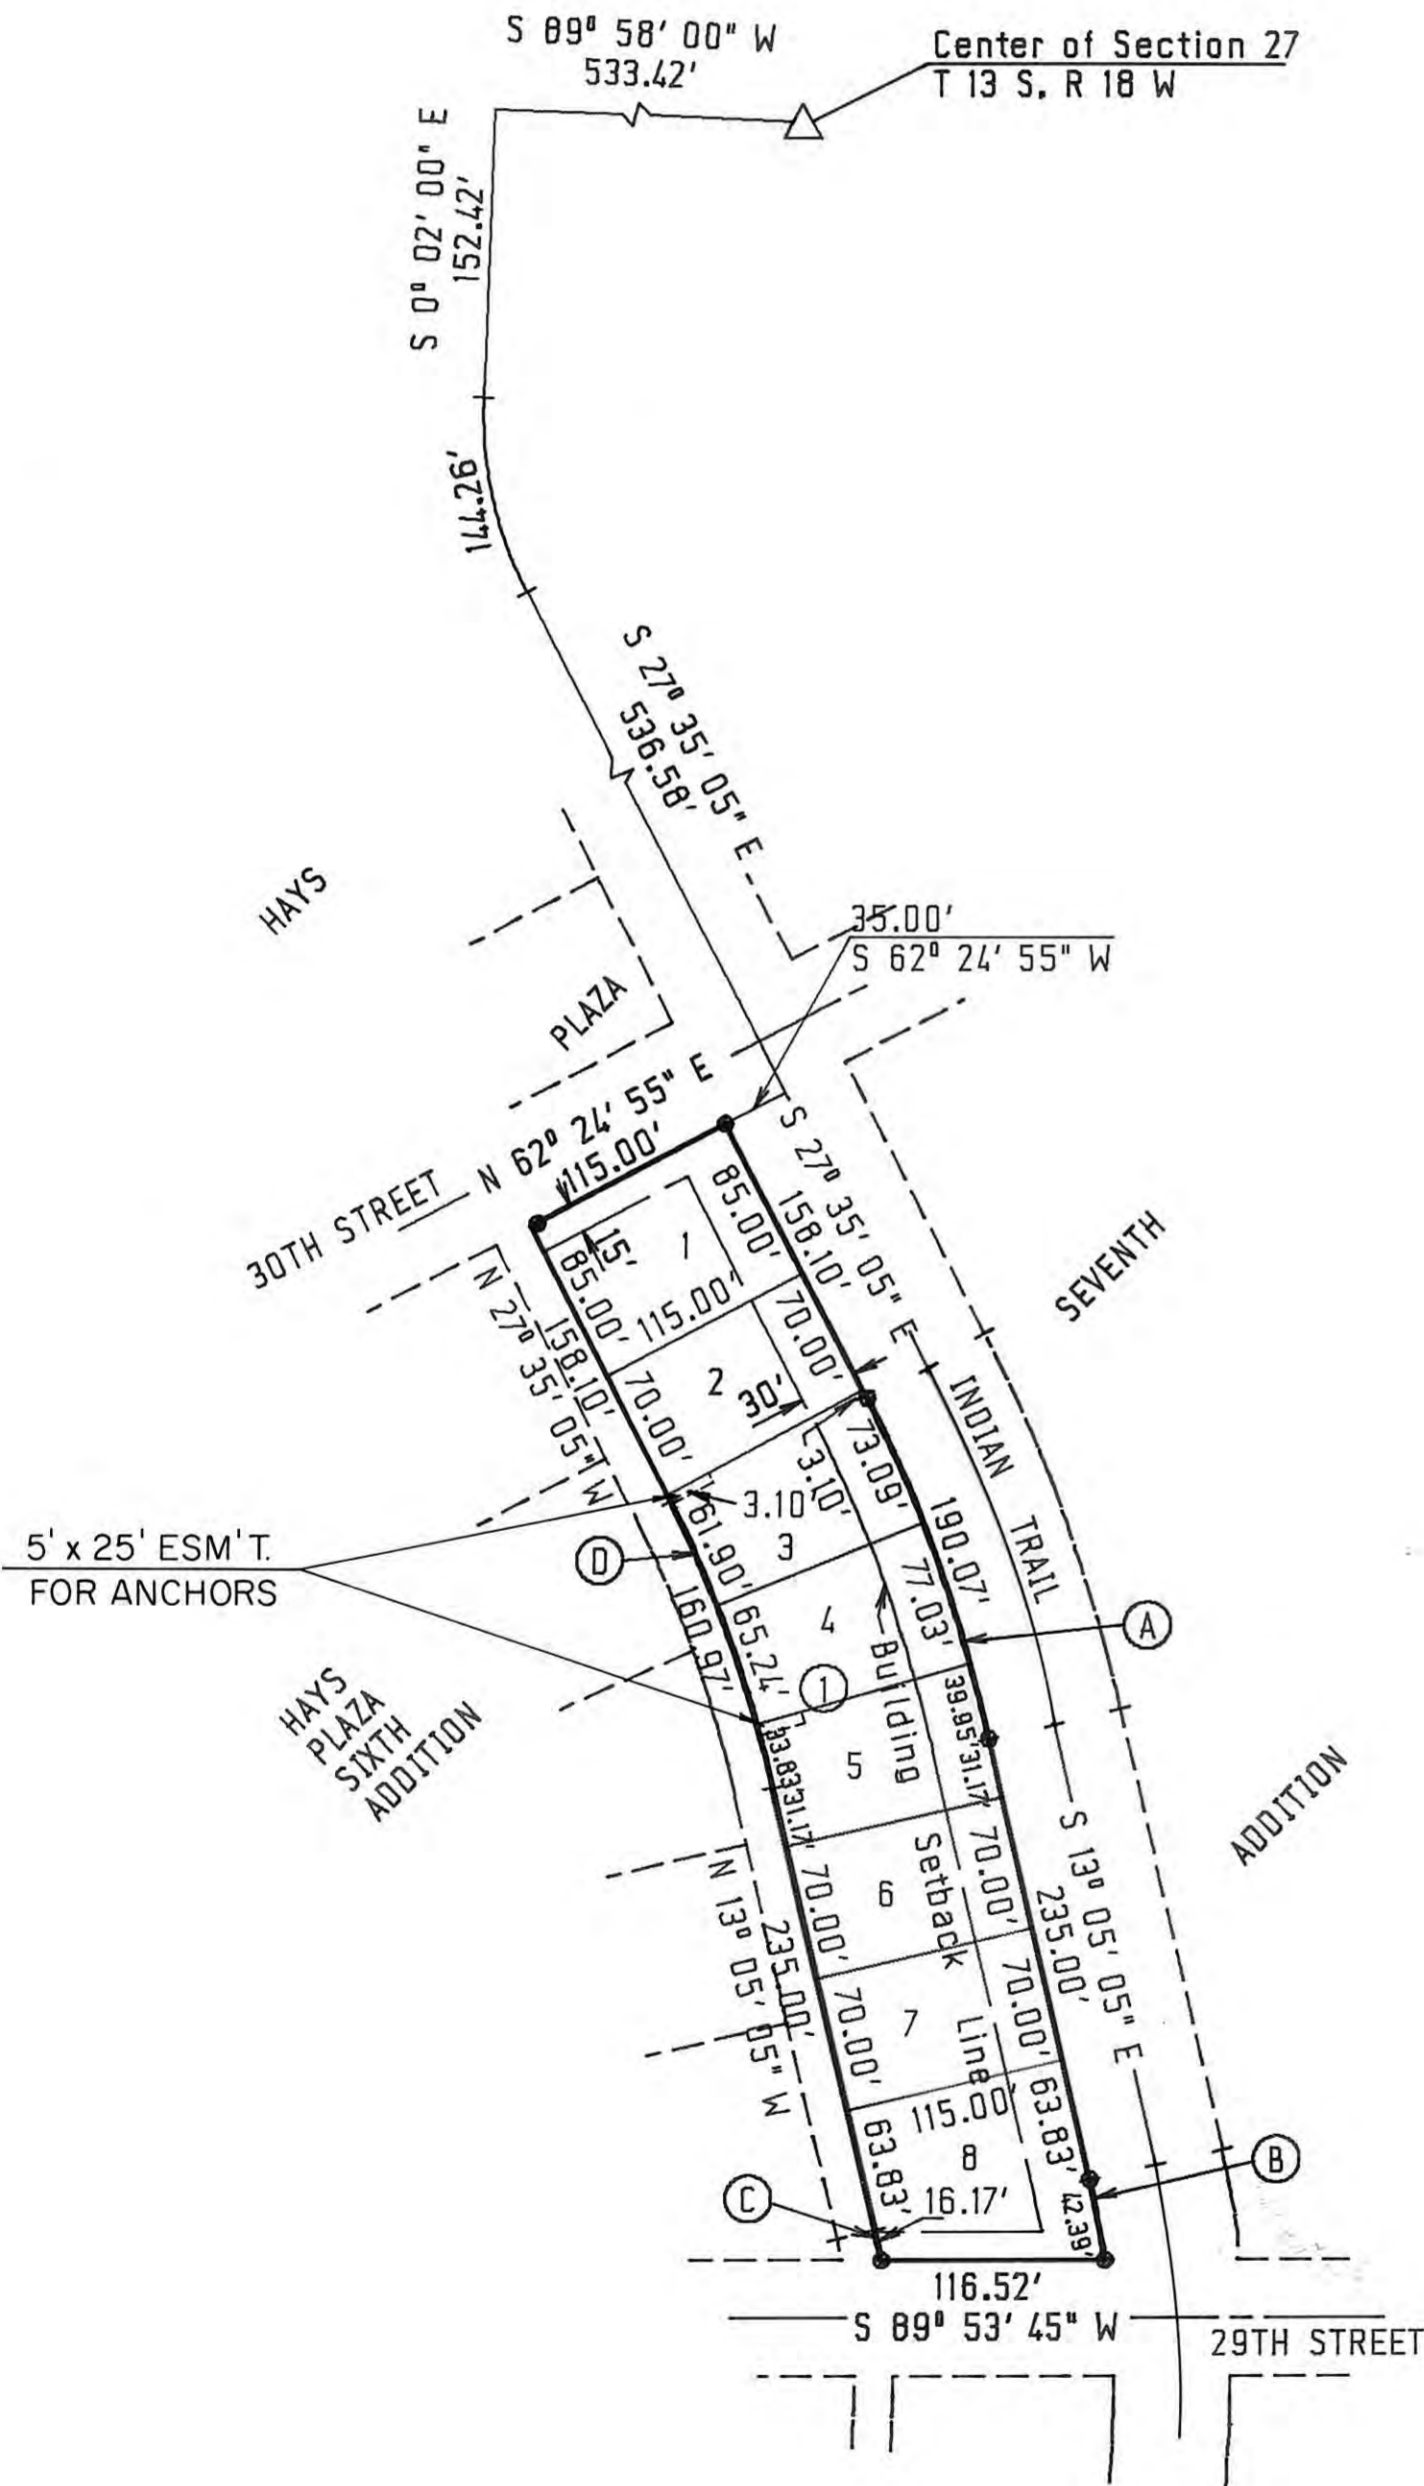 S 89° 58' 00" W
533.42'
Center of Section 27
T 13 S, R 18 W
S 0° 02' 00" E
152.42'
144.26'
S 27° 35' 05" E
536.58'
HAYS
PLAZA
35.00'
S 62° 24' 55" W
30TH STREET
N 62° 24' 55" E
115.00'
15'
1
85.00'
85.00'
115.00'
S 27° 35' 05" E
158.10'
SEVENTH
N 27° 35' 05" W
158.10'
70.00'
2
30'
70.00'
INDIAN TRAIL
3.10'
3.10'
73.09'
61.90'
3
190.07'
5' x 25' ESM'T.
FOR ANCHORS
D
160.97'
65.24'
4
77.03'
A
1
Building Setback Line
HAYS
PLAZA
SIXTH
ADDITION
39.95'
31.17'
33.83'
31.17'
5
ADDITION
S 13° 05' 05" E
235.00'
70.00'
6
70.00'
N 13° 05' 05" W
235.00'
70.00'
7
70.00'
115.00'
63.83'
8
63.83'
16.17'
42.39'
B
C
116.52'
S 89° 53' 45" W
29TH STREET